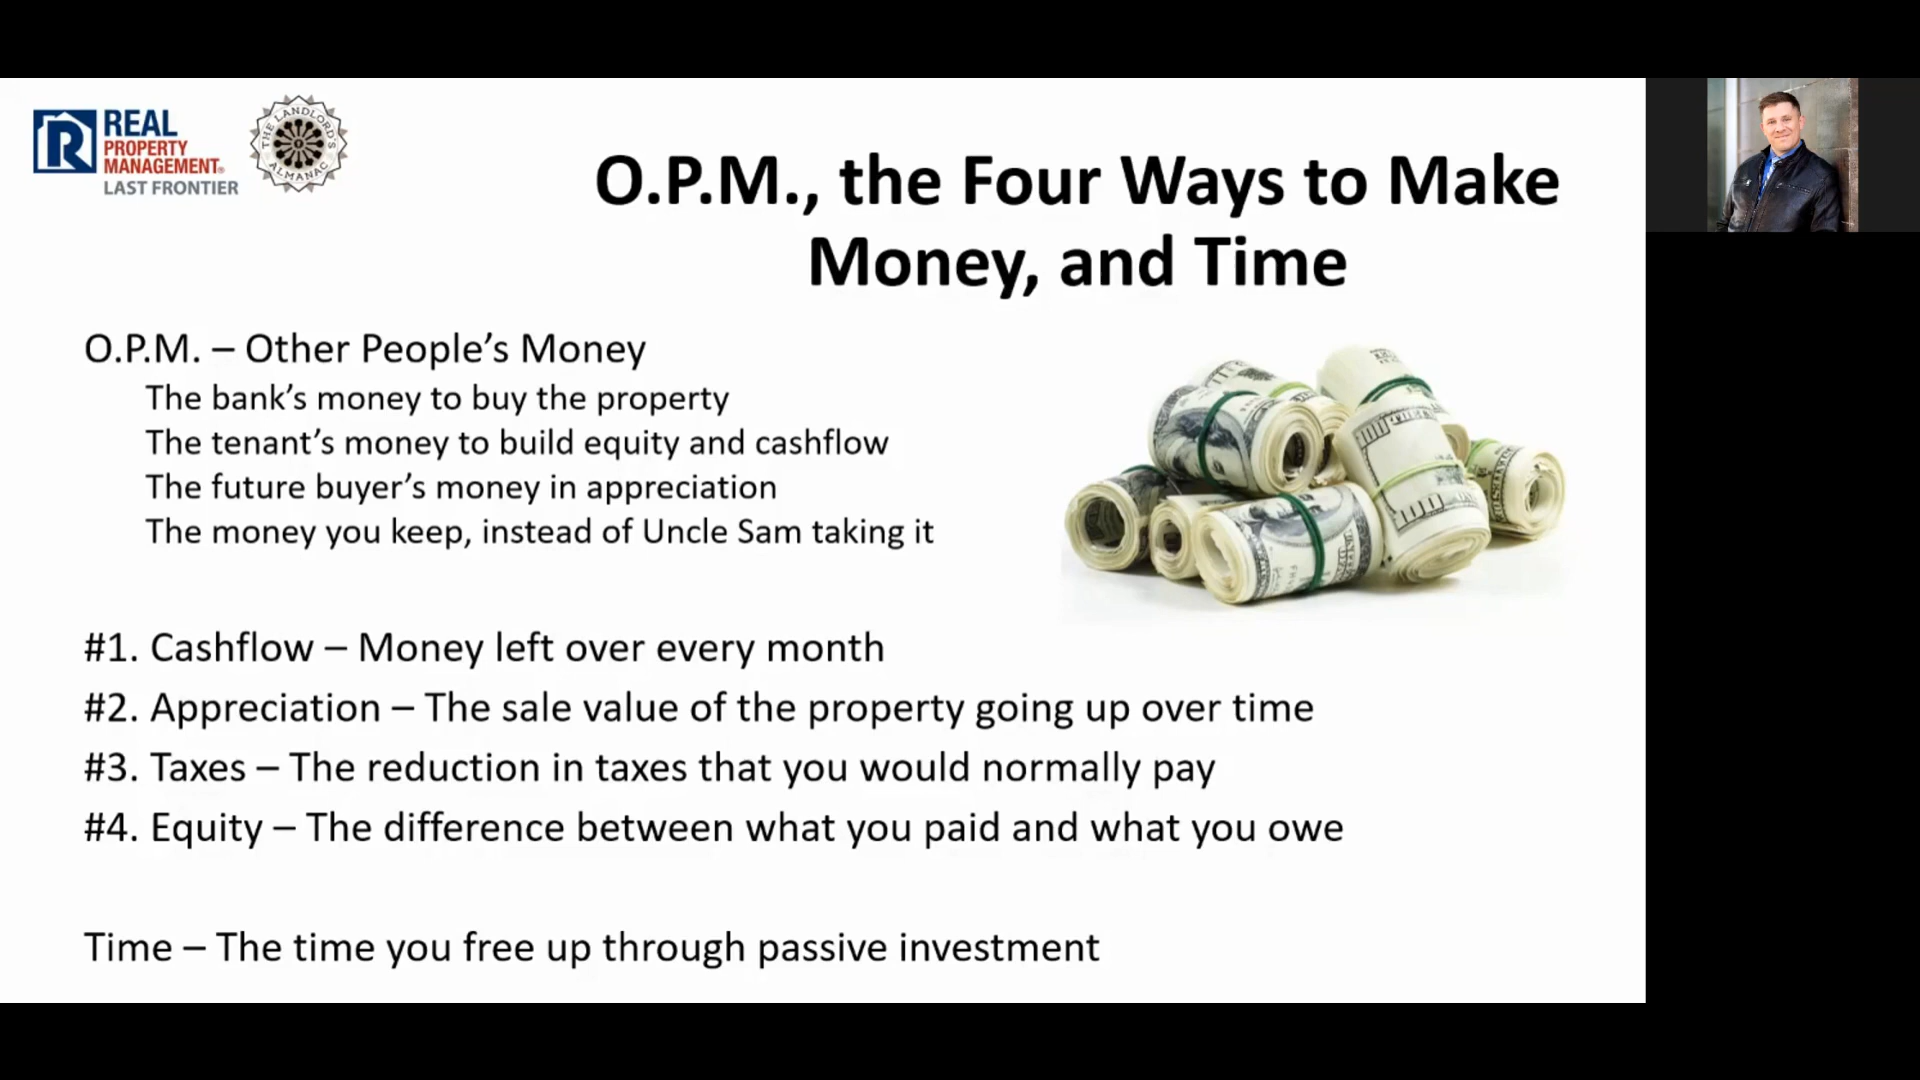 REAL
PROPERTY
MANAGEMENT®
LAST FRONTIER
THE LANDLORD'S
ALMANAC
O.P.M., the Four Ways to Make
Money, and Time
O.P.M. – Other People’s Money
The bank’s money to buy the property
The tenant’s money to build equity and cashflow
The future buyer’s money in appreciation
The money you keep, instead of Uncle Sam taking it
#1. Cashflow – Money left over every month
#2. Appreciation – The sale value of the property going up over time
#3. Taxes – The reduction in taxes that you would normally pay
#4. Equity – The difference between what you paid and what you owe
Time – The time you free up through passive investment